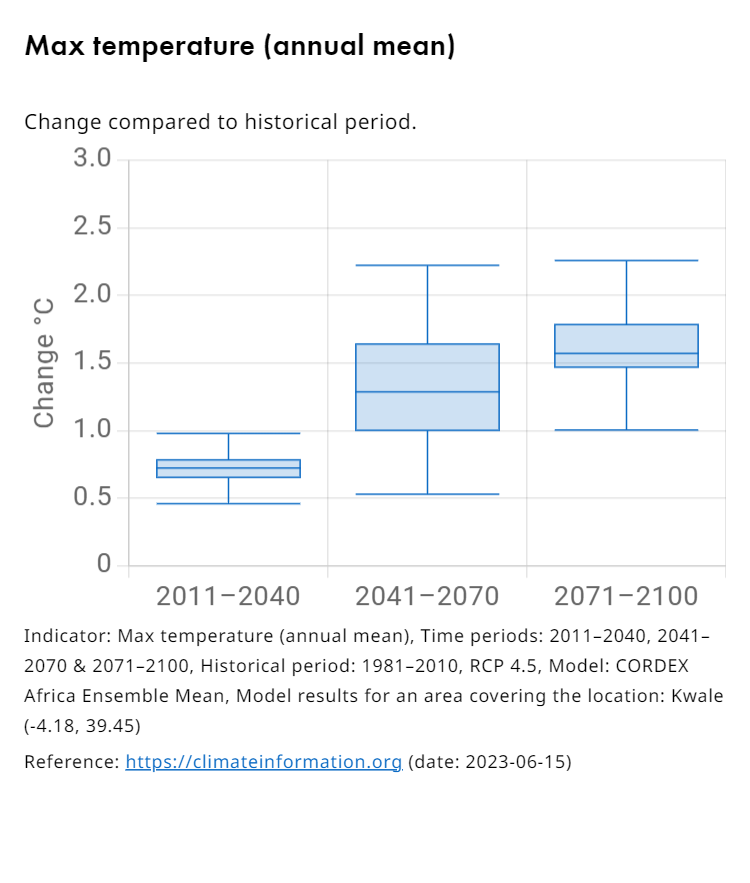 Max temperature (annual mean)
Change compared to historical period.
3.0
2.5
2.0
1.5
1.0
0.5
0
Change °C
2011–2040 2041–2070 2071–2100
Indicator: Max temperature (annual mean), Time periods: 2011–2040, 2041–
2070 & 2071–2100, Historical period: 1981–2010, RCP 4.5, Model: CORDEX
Africa Ensemble Mean, Model results for an area covering the location: Kwale
(-4.18, 39.45)
Reference: https://climateinformation.org (date: 2023-06-15)